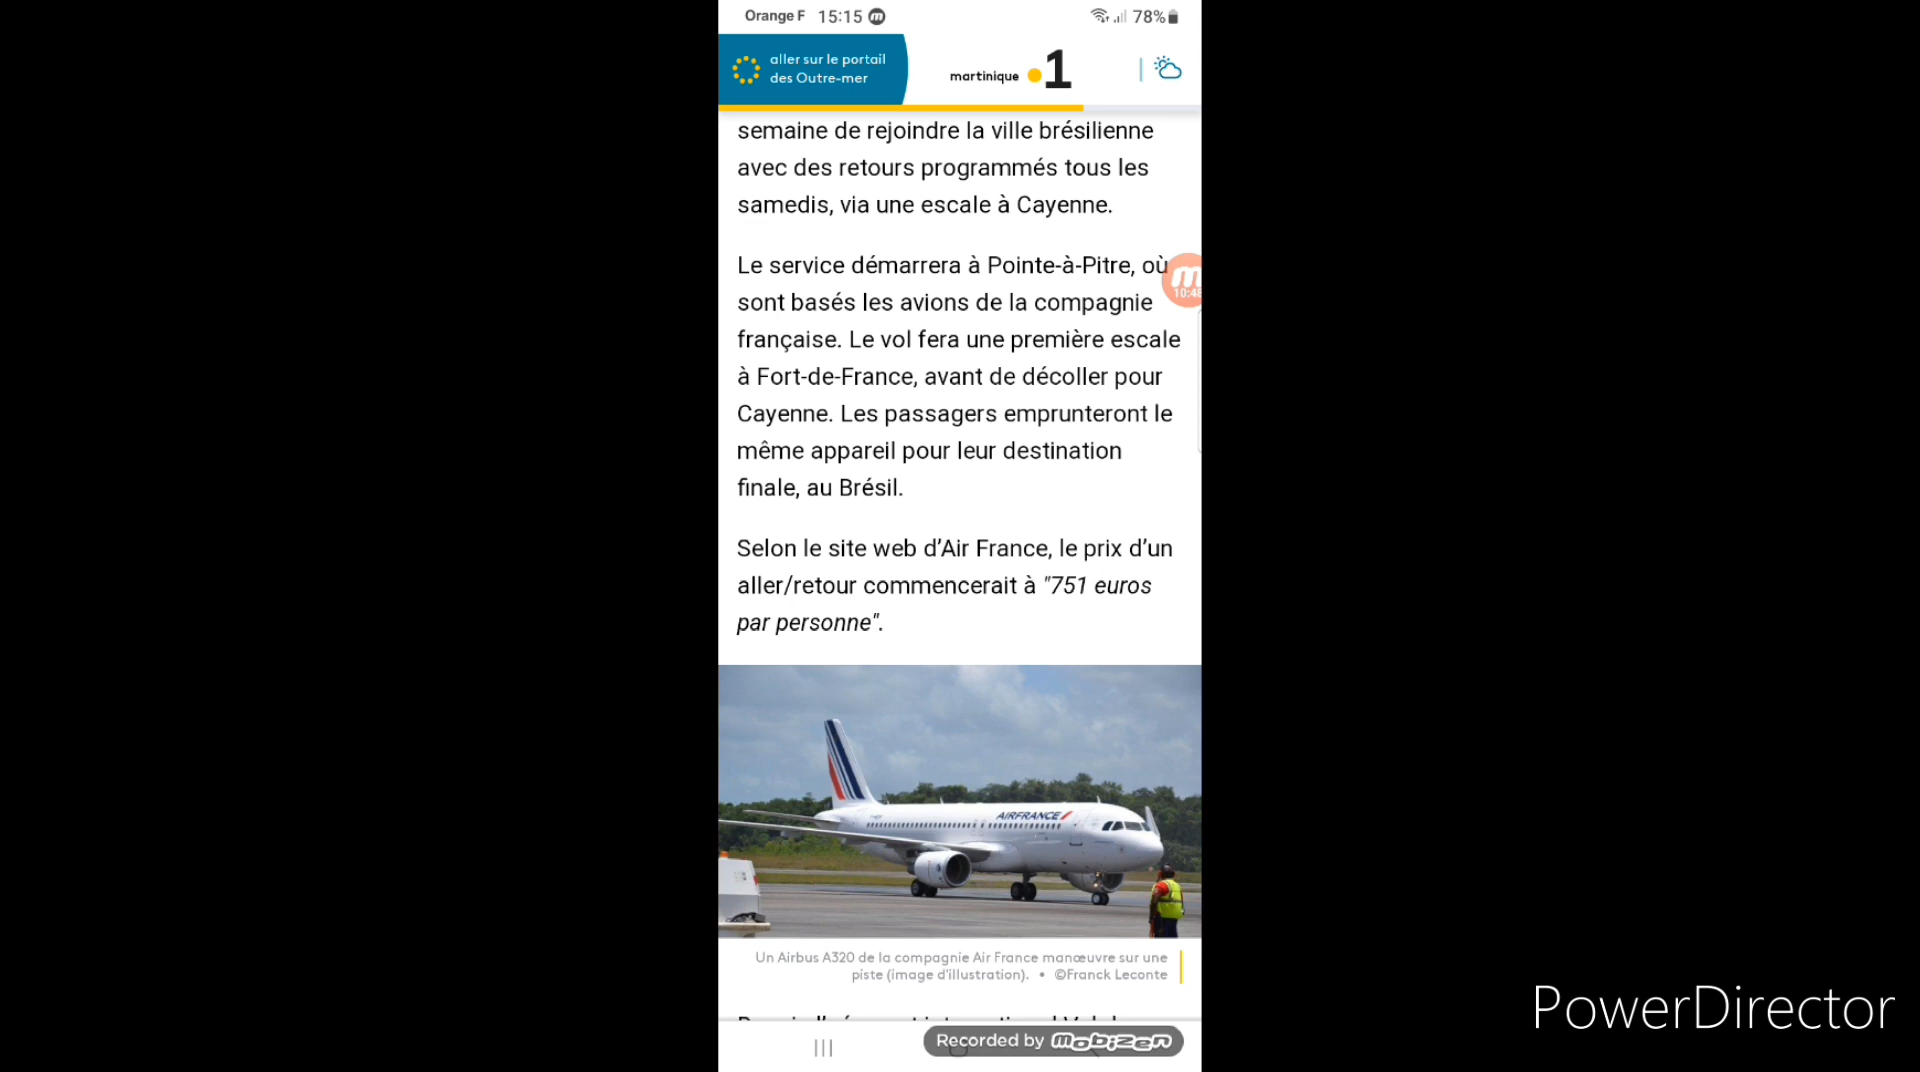 Orange F 15:15 m 78%
aller sur le portail
des Outre-mer
martinique 1
semaine de rejoindre la ville brésilienne
avec des retours programmés tous les
samedis, via une escale à Cayenne.
Le service démarrera à Pointe-à-Pitre, où
sont basés les avions de la compagnie
française. Le vol fera une première escale
à Fort-de-France, avant de décoller pour
Cayenne. Les passagers emprunteront le
même appareil pour leur destination
finale, au Brésil.
m
10:48
Selon le site web d’Air France, le prix d’un
aller/retour commencerait à "751 euros
par personne".
AIRFRANCE
Un Airbus A320 de la compagnie Air France manœuvre sur une
piste (image d'illustration). • ©Franck Leconte
Recorded by mobizen
PowerDirector